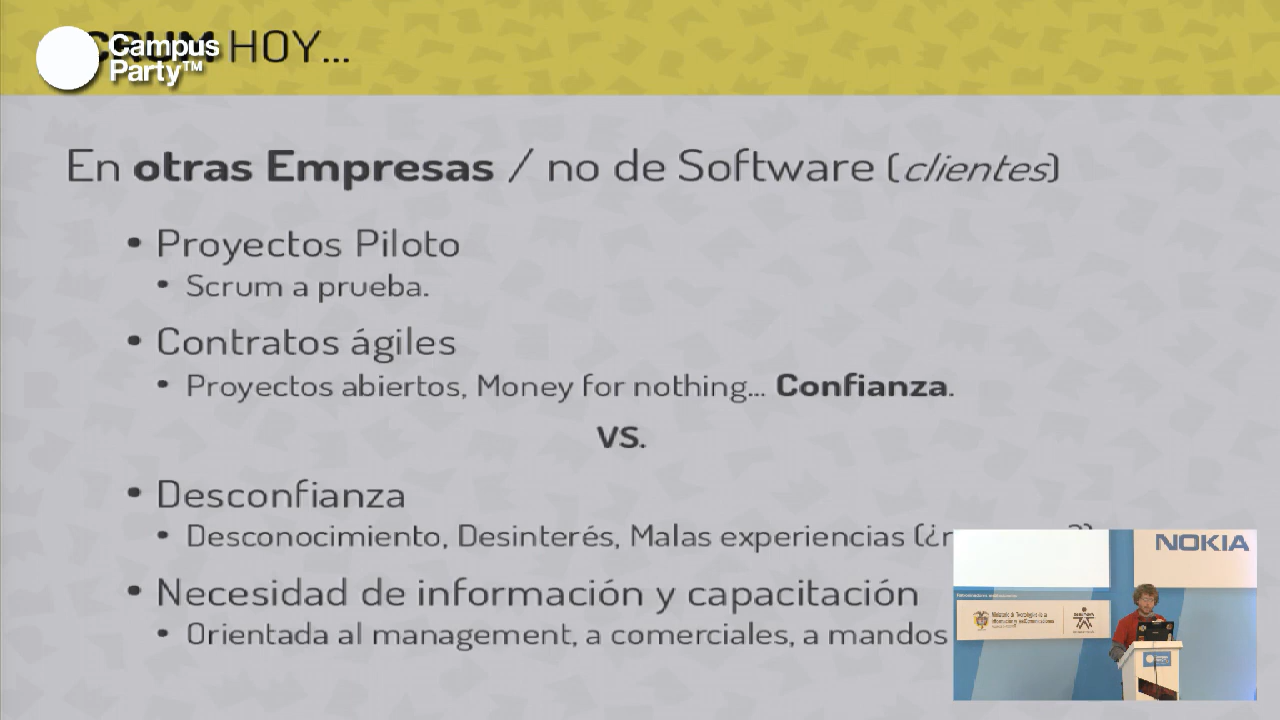 Campus
Party™
HOY...
En otras Empresas / no de Software (clientes)
• Proyectos Piloto
• Scrum a prueba.
• Contratos ágiles
• Proyectos abiertos, Money for nothing... Confianza.
vs.
• Desconfianza
• Desconocimiento, Desinterés, Malas experiencias (¿
• Necesidad de información y capacitación
• Orientada al management, a comerciales, a mandos
NOKIA